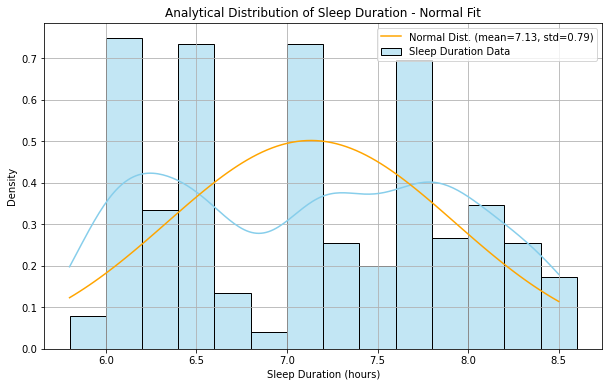 Analytical Distribution of Sleep Duration - Normal Fit
Normal Dist. (mean=7.13, std=0.79)
Sleep Duration Data
Density
0.7
0.6
0.5
0.4
0.3
0.2
0.1
0.0
6.0 6.5 7.0 7.5 8.0 8.5
Sleep Duration (hours)